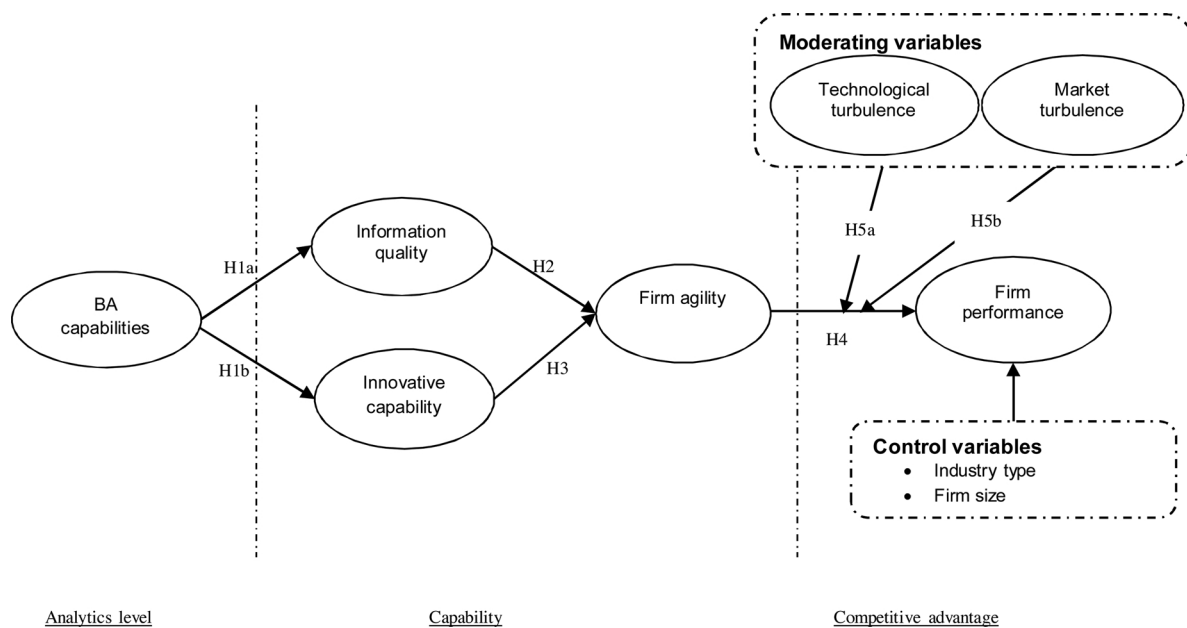 Moderating variables
Technological
turbulence
Market
turbulence
H5a
H5b
Information
quality
H1a
H2
BA
capabilities
Firm agility
Firm
performance
H4
H1b
H3
Innovative
capability
Control variables
• Industry type
• Firm size
Analytics level
Capability
Competitive advantage